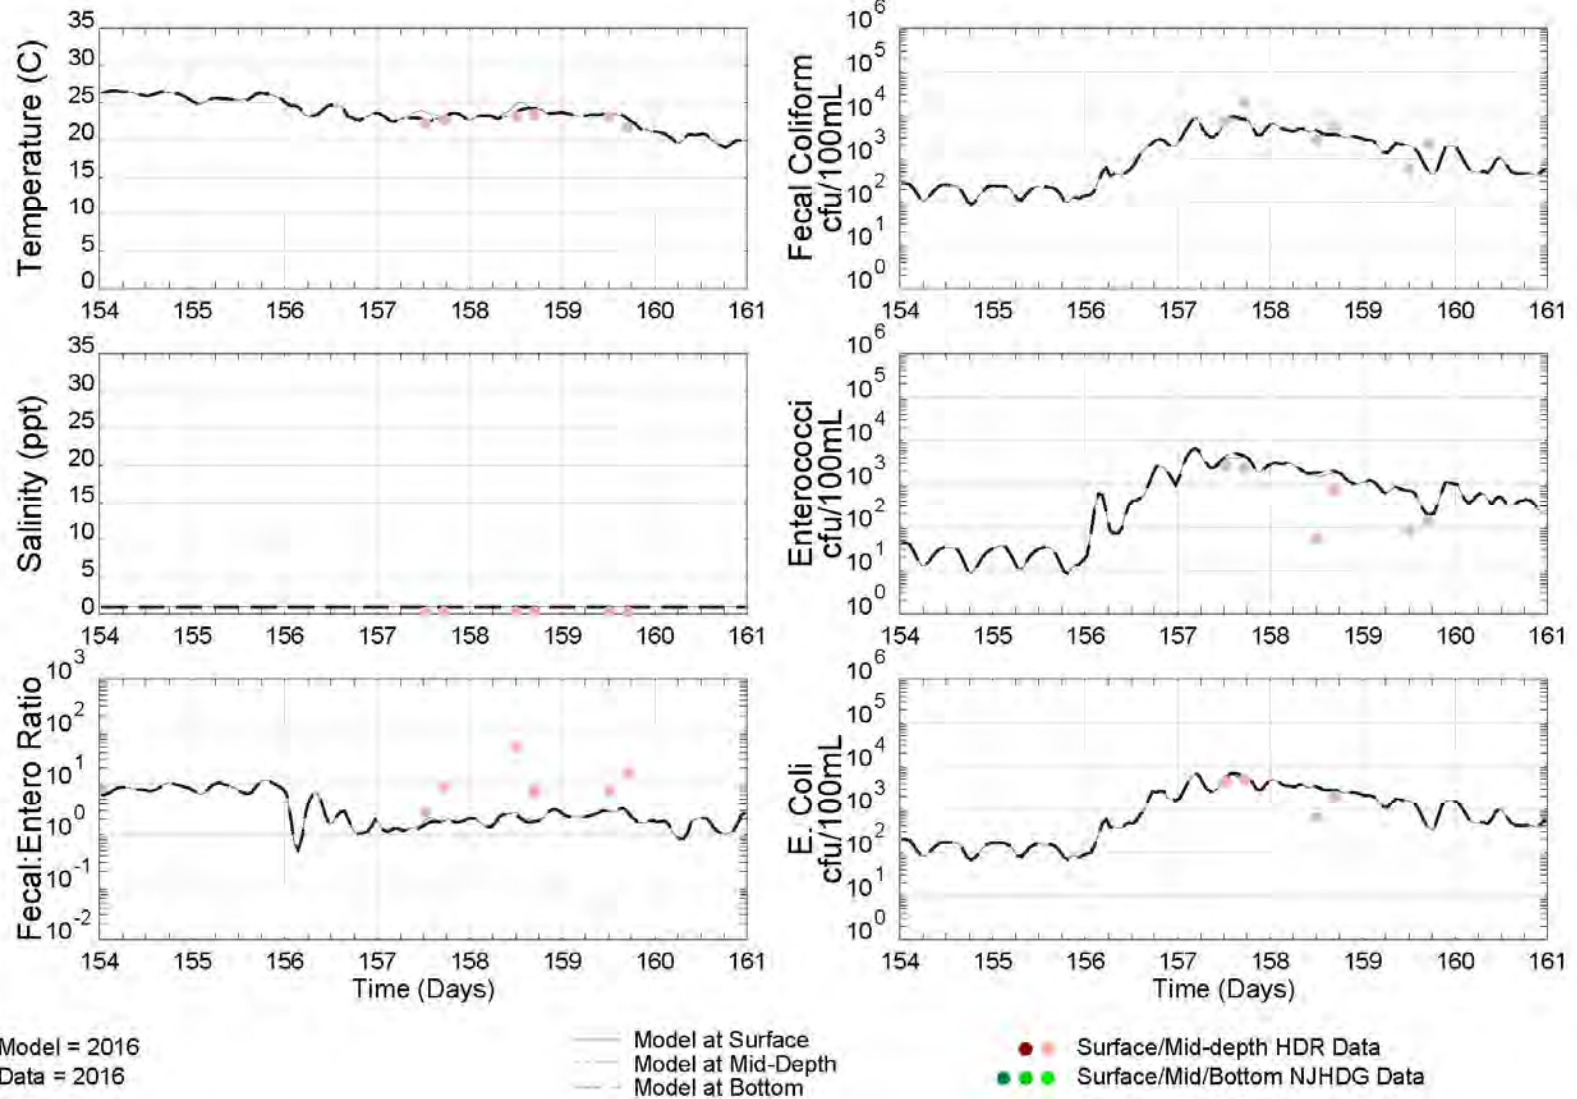 Temperature (C)
35
30
25
20
15
10
5
0
154 155 156 157 158 159 160 161
Fecal Coliform
cfu/100mL
10^6
10^5
10^4
10^3
10^2
10^1
10^0
154 155 156 157 158 159 160 161
Salinity (ppt)
35
30
25
20
15
10
5
0
154 155 156 157 158 159 160 161
Enterococci
cfu/100mL
10^6
10^5
10^4
10^3
10^2
10^1
10^0
154 155 156 157 158 159 160 161
Fecal:Entero Ratio
10^3
10^2
10^1
10^0
10^-1
10^-2
154 155 156 157 158 159 160 161
Time (Days)
E. Coli
cfu/100mL
10^6
10^5
10^4
10^3
10^2
10^1
10^0
154 155 156 157 158 159 160 161
Time (Days)
Model = 2016
Data = 2016
Model at Surface
Model at Mid-Depth
Model at Bottom
Surface/Mid-depth HDR Data
Surface/Mid/Bottom NJHDG Data